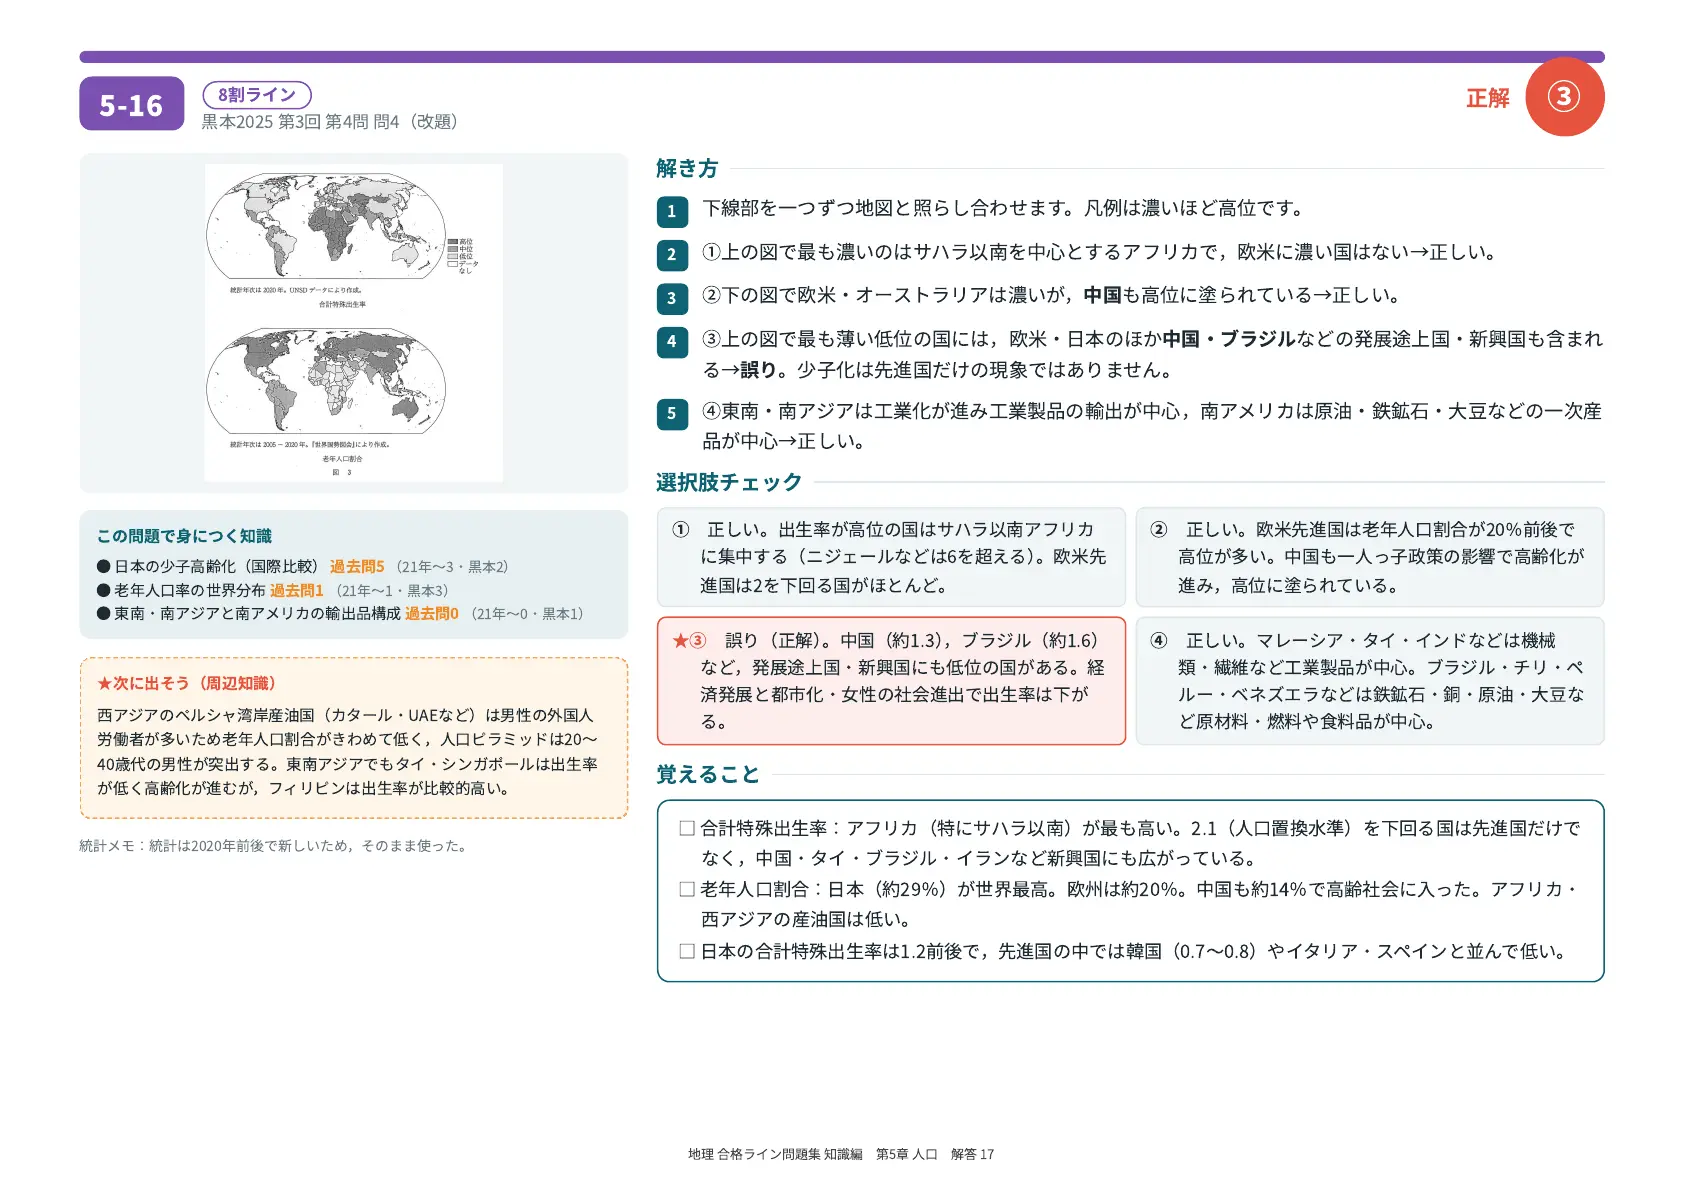 5-16
8割ライン
黒本2025 第3回 第4問 問4（改題）
正解 ③
高位
中位
低位
データ
なし
統計年次は 2020 年。UNSD データにより作成。
合計特殊出生率
統計年次は 2005 － 2020 年。『世界国勢図会』により作成。
老年人口割合
図 3
この問題で身につく知識
● 日本の少子高齢化（国際比較） 過去問5 （21年〜3・黒本2）
● 老年人口率の世界分布 過去問1 （21年〜1・黒本3）
● 東南・南アジアと南アメリカの輸出品構成 過去問0 （21年〜0・黒本1）
★次に出そう（周辺知識）
西アジアのペルシャ湾岸産油国（カタール・UAEなど）は男性の外国人
労働者が多いため老年人口割合がきわめて低く，人口ピラミッドは20〜
40歳代の男性が突出する。東南アジアでもタイ・シンガポールは出生率
が低く高齢化が進むが，フィリピンは出生率が比較的高い。
統計メモ：統計は2020年前後で新しいため，そのまま使った。
解き方
1 下線部を一つずつ地図と照らし合わせます。凡例は濃いほど高位です。
2 ①上の図で最も濃いのはサハラ以南を中心とするアフリカで，欧米に濃い国はない→正しい。
3 ②下の図で欧米・オーストラリアは濃いが，中国も高位に塗られている→正しい。
4 ③上の図で最も薄い低位の国には，欧米・日本のほか中国・ブラジルなどの発展途上国・新興国も含まれ
る→誤り。少子化は先進国だけの現象ではありません。
5 ④東南・南アジアは工業化が進み工業製品の輸出が中心，南アメリカは原油・鉄鉱石・大豆などの一次産
品が中心→正しい。
選択肢チェック
① 正しい。出生率が高位の国はサハラ以南アフリカ
に集中する（ニジェールなどは6を超える）。欧米先
進国は2を下回る国がほとんど。
② 正しい。欧米先進国は老年人口割合が20%前後で
高位が多い。中国も一人っ子政策の影響で高齢化が
進み，高位に塗られている。
★③ 誤り（正解）。中国（約1.3），ブラジル（約1.6）
など，発展途上国・新興国にも低位の国がある。経
済発展と都市化・女性の社会進出で出生率は下が
る。
④ 正しい。マレーシア・タイ・インドなどは機械
類・繊維など工業製品が中心。ブラジル・チリ・ペ
ルー・ベネズエラなどは鉄鉱石・銅・原油・大豆な
ど原材料・燃料や食料品が中心。
覚えること
□ 合計特殊出生率：アフリカ（特にサハラ以南）が最も高い。2.1（人口置換水準）を下回る国は先進国だけで
なく，中国・タイ・ブラジル・イランなど新興国にも広がっている。
□ 老年人口割合：日本（約29%）が世界最高。欧州は約20%。中国も約14%で高齢社会に入った。アフリカ・
西アジアの産油国は低い。
□ 日本の合計特殊出生率は1.2前後で，先進国の中では韓国（0.7〜0.8）やイタリア・スペインと並んで低い。
地理 合格ライン問題集 知識編 第5章 人口 解答 17